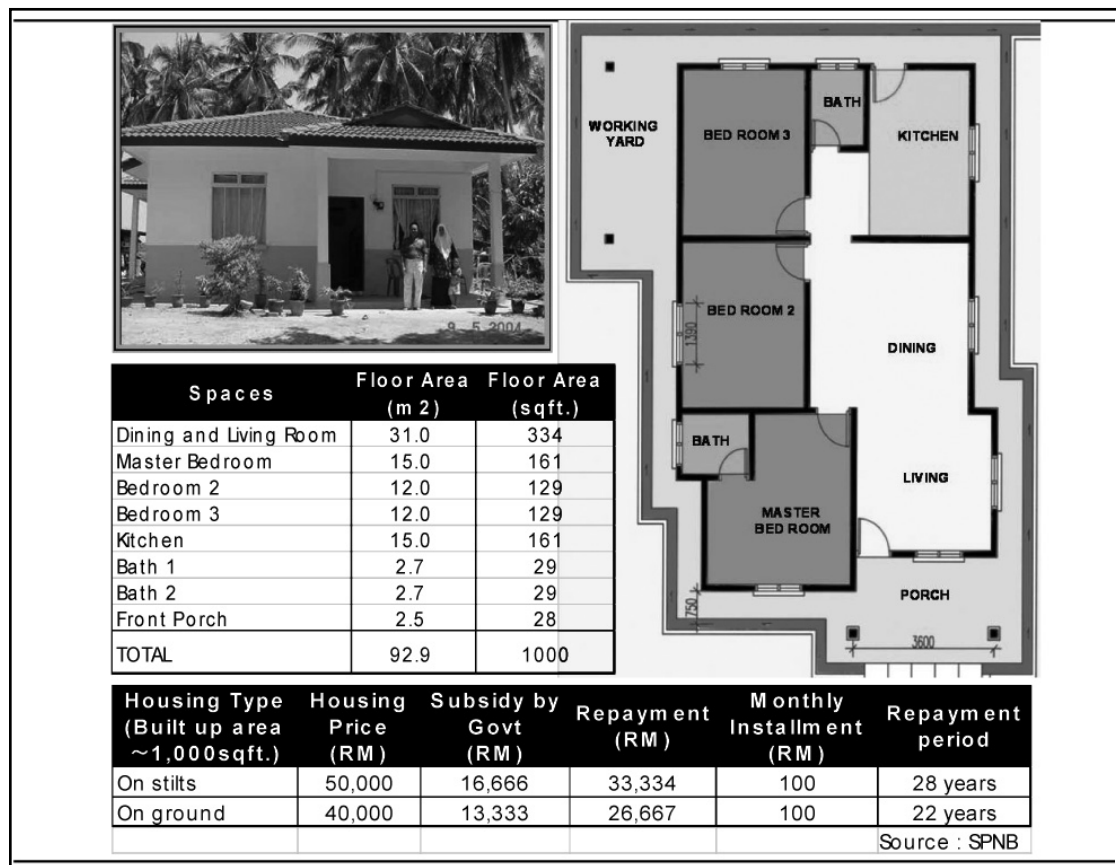 9 5 2004
WORKING
YARD
BED ROOM 3
BATH
KITCHEN
BED ROOM 2
1390
DINING
BATH
LIVING
MASTER
BED ROOM
PORCH
750
3600
Spaces Floor Area (m2) Floor Area (sqft.)
Dining and Living Room 31.0 334
Master Bedroom 15.0 161
Bedroom 2 12.0 129
Bedroom 3 12.0 129
Kitchen 15.0 161
Bath 1 2.7 29
Bath 2 2.7 29
Front Porch 2.5 28
TOTAL 92.9 1000
Housing Type (Built up area ~1,000sqft.) Housing Price (RM) Subsidy by Govt (RM) Repayment (RM) Monthly Installment (RM) Repayment period
On stilts 50,000 16,666 33,334 100 28 years
On ground 40,000 13,333 26,667 100 22 years
Source : SPNB